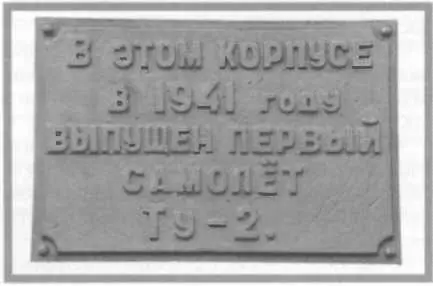 В ЭТОМ КОРПУСЕ
В 1941 ГОДУ
ВЫПУЩЕН ПЕРВЫЙ
САМОЛЁТ
ТУ-2.